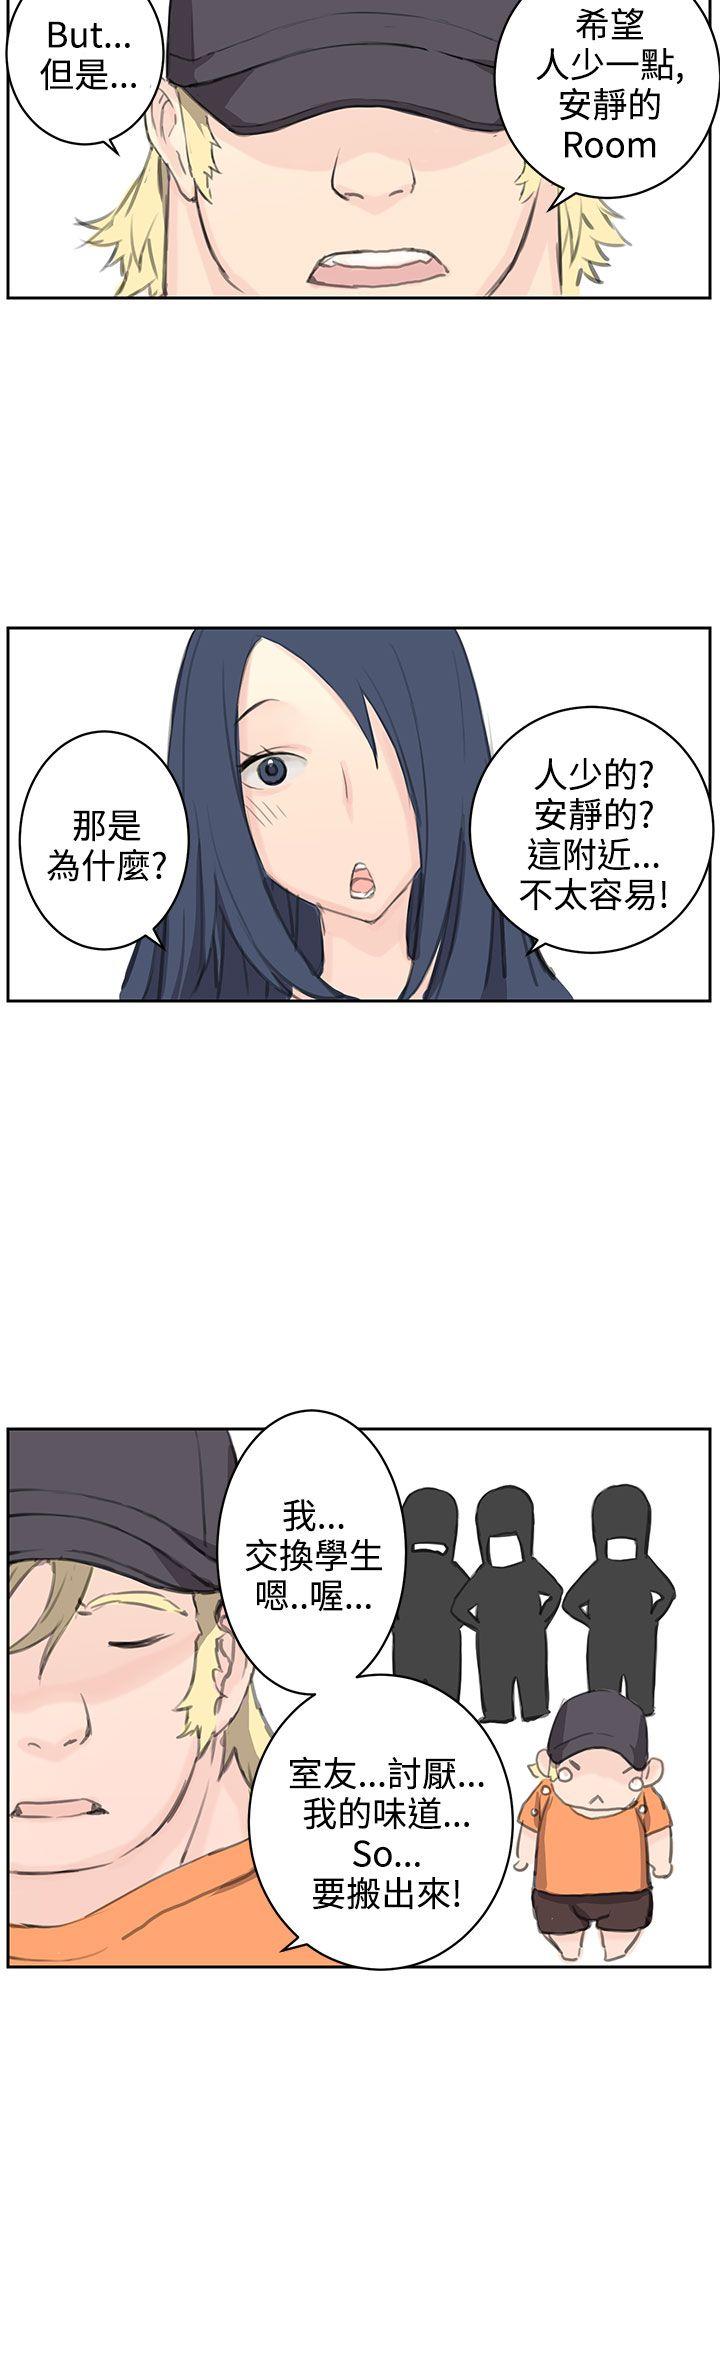 But...
但是...
希望
人少一點,
安靜的
Room
那是
為什麼?
人少的?
安靜的?
這附近...
不太容易!
我...
交換學生
嗯..喔...
室友...討厭...
我的味道...
So...
要搬出來!